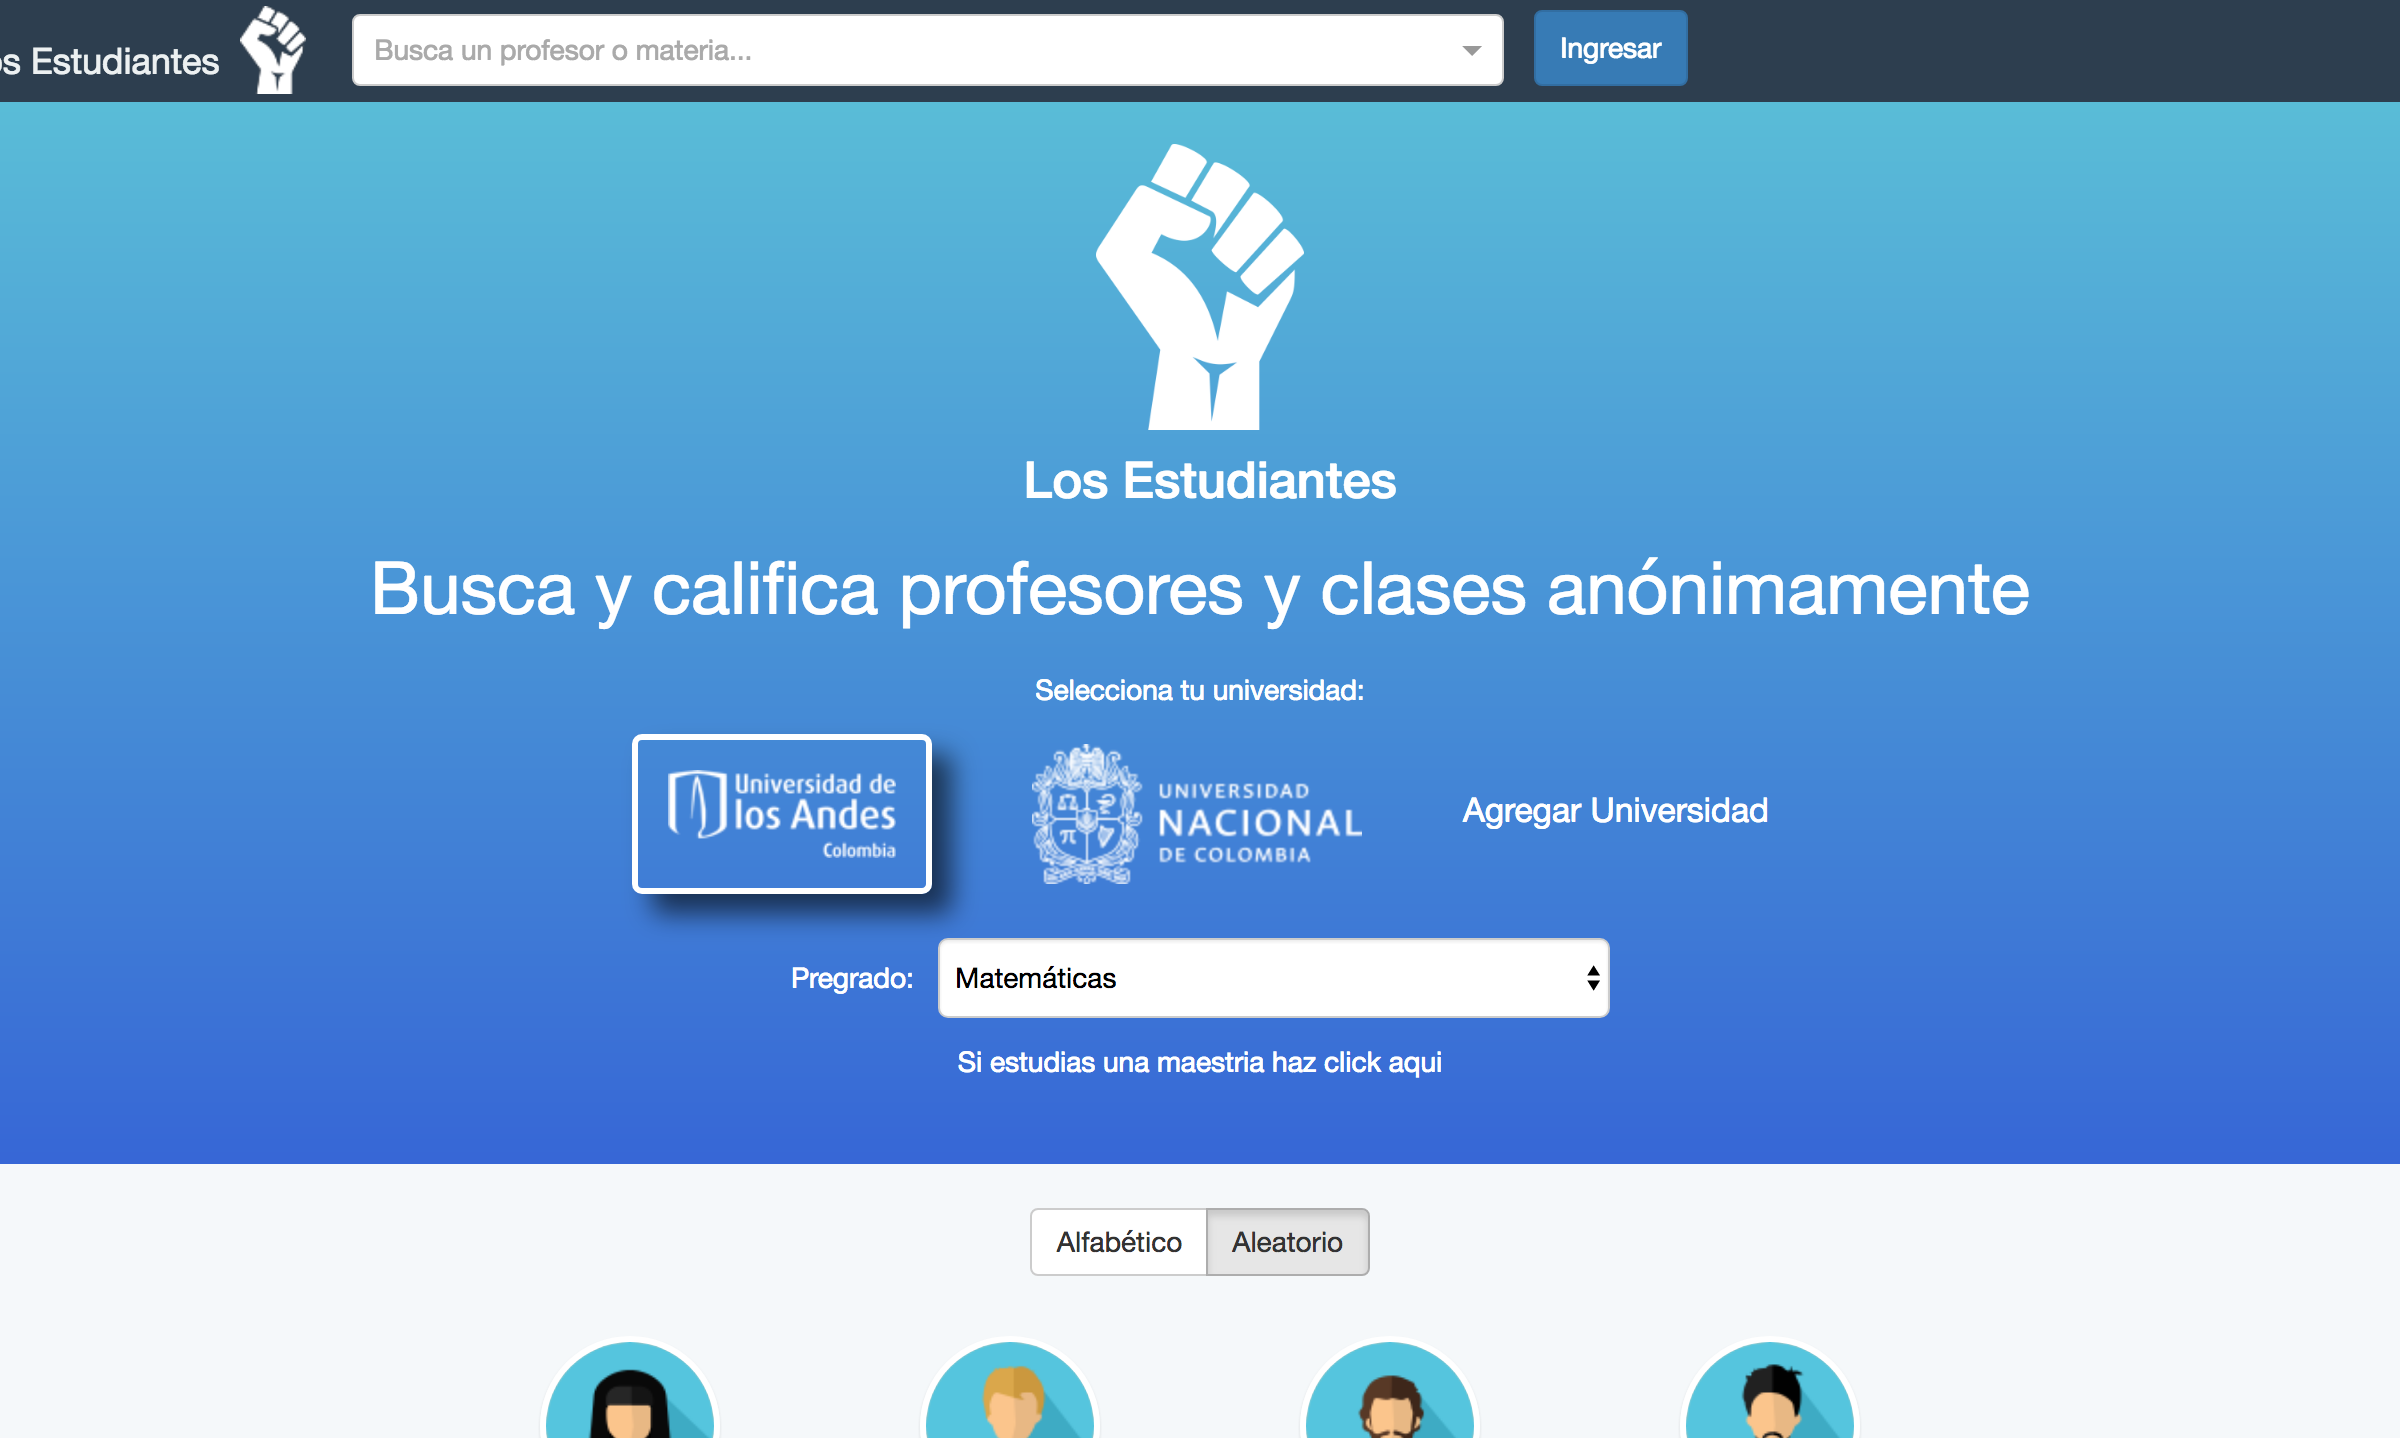 os Estudiantes
Busca un profesor o materia...
Ingresar
Los Estudiantes
Busca y califica profesores y clases anónimamente
Selecciona tu universidad:
Universidad de
los Andes
Colombia
UNIVERSIDAD
NACIONAL
DE COLOMBIA
Agregar Universidad
Pregrado:
Matemáticas
Si estudias una maestria haz click aqui
Alfabético
Aleatorio